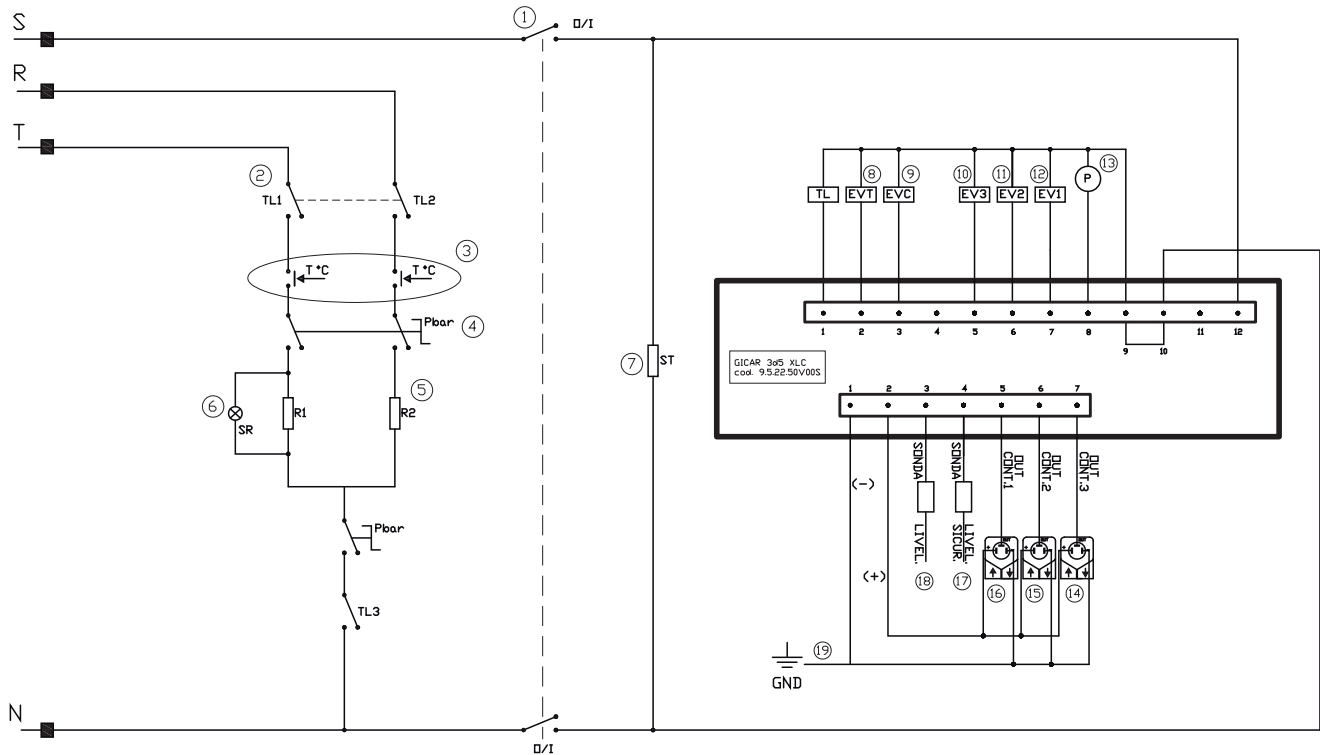 S
1
O/I
R
T
2
TL1
TL2
3
T°C
T°C
Pbar
4
5
6
R1
R2
SR
Pbar
TL3
N
O/I
7
ST
8
9
10
11
12
13
TL
EVT
EVC
EV3
EV2
EV1
P
1
2
3
4
5
6
7
8
9
10
11
12
GICAR 3d5 XLC
cod. 9.5.22.50V00S
1
2
3
4
5
6
7
(-)
(+)
SONDA
LIVEL.
SONDA
LIVEL.
SICUR.
OUT
CONT.1
OUT
CONT.2
OUT
CONT.3
+
OUT
-
+
OUT
-
+
OUT
-
18
17
16
15
14
19
GND